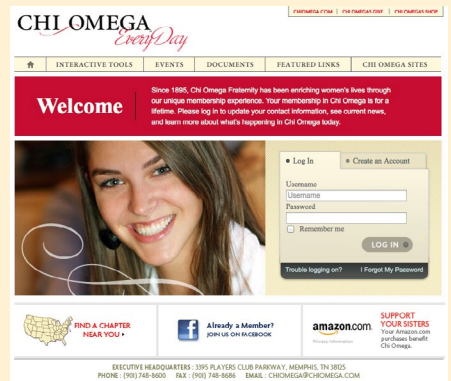 CHIOMEGA.COM | CHI OMEGAS GIVE | CHI OMEGAS SHOP
CHI OMEGA
EveryDay
INTERACTIVE TOOLS
EVENTS
DOCUMENTS
FEATURED LINKS
CHI OMEGA SITES
Welcome
Since 1895, Chi Omega Fraternity has been enriching women's lives through
our unique membership experience. Your membership in Chi Omega is for a
lifetime. Please log in to update your contact information, see current news,
and learn more about what's happening in Chi Omega today.
• Log In
• Create an Account
Username
Username
Password
Remember me
LOG IN
Trouble logging on?
I Forgot My Password
FIND A CHAPTER
NEAR YOU
f
Already a Member?
JOIN US ON FACEBOOK
amazon.com.
Privacy Information
SUPPORT
YOUR SISTERS
Your Amazon.com
purchases benefit
Chi Omega.
EXECUTIVE HEADQUARTERS : 3395 PLAYERS CLUB PARKWAY, MEMPHIS, TN 38125
PHONE : (901) 748-8600 FAX : (901) 748-8686 EMAIL : CHIOMEGA@CHIOMEGA.COM